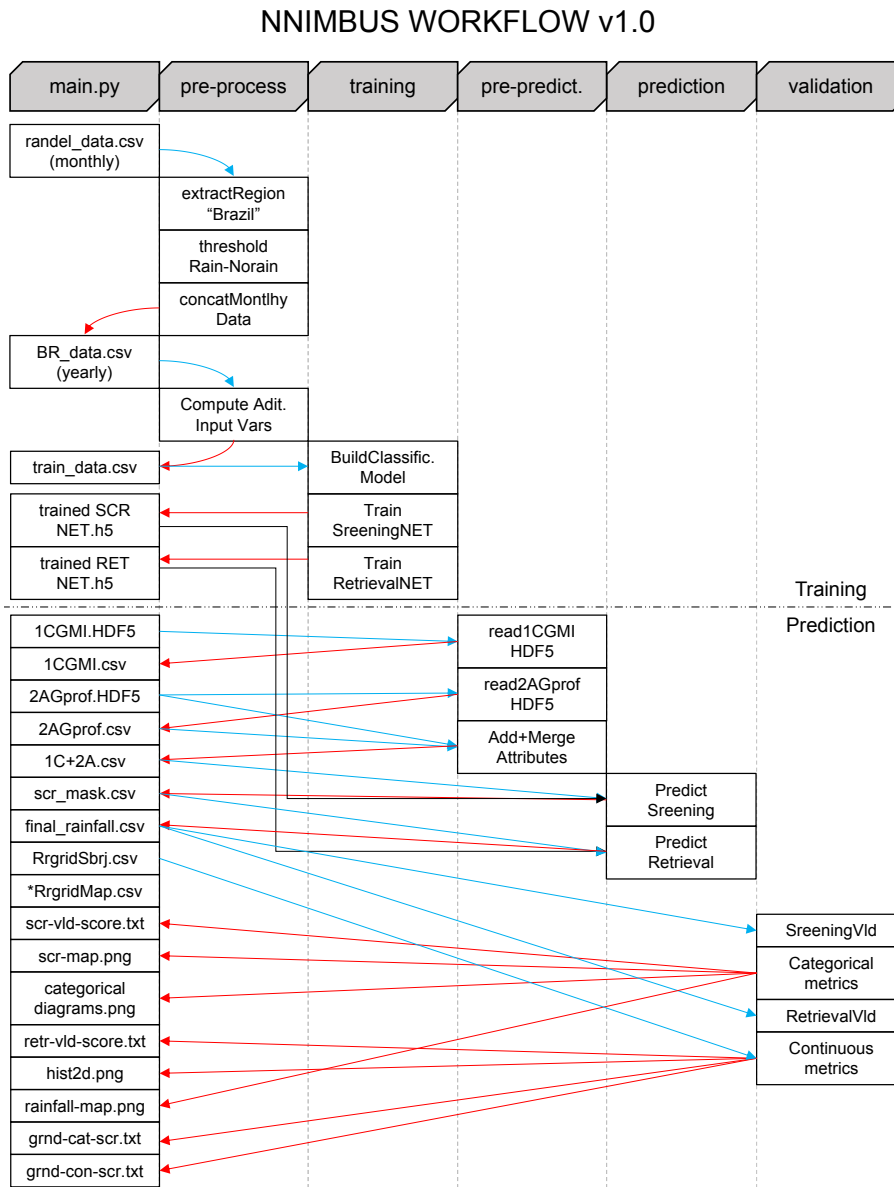 NNIMBUS WORKFLOW v1.0
main.py
pre-process
training
pre-predict.
prediction
validation
randel_data.csv
(monthly)
extractRegion
“Brazil”
threshold
Rain-Norain
concatMontlhy
Data
BR_data.csv
(yearly)
Compute Adit.
Input Vars
train_data.csv
BuildClassific.
Model
trained SCR
NET.h5
Train
SreeningNET
trained RET
NET.h5
Train
RetrievalNET
Training
Prediction
1CGMI.HDF5
read1CGMI
HDF5
1CGMI.csv
2AGprof.HDF5
read2AGprof
HDF5
2AGprof.csv
Add+Merge
Attributes
1C+2A.csv
scr_mask.csv
Predict
Sreening
final_rainfall.csv
Predict
Retrieval
RrgridSbrj.csv
*RrgridMap.csv
scr-vld-score.txt
SreeningVld
scr-map.png
Categorical
metrics
categorical
diagrams.png
RetrievalVld
retr-vld-score.txt
Continuous
metrics
hist2d.png
rainfall-map.png
grnd-cat-scr.txt
grnd-con-scr.txt